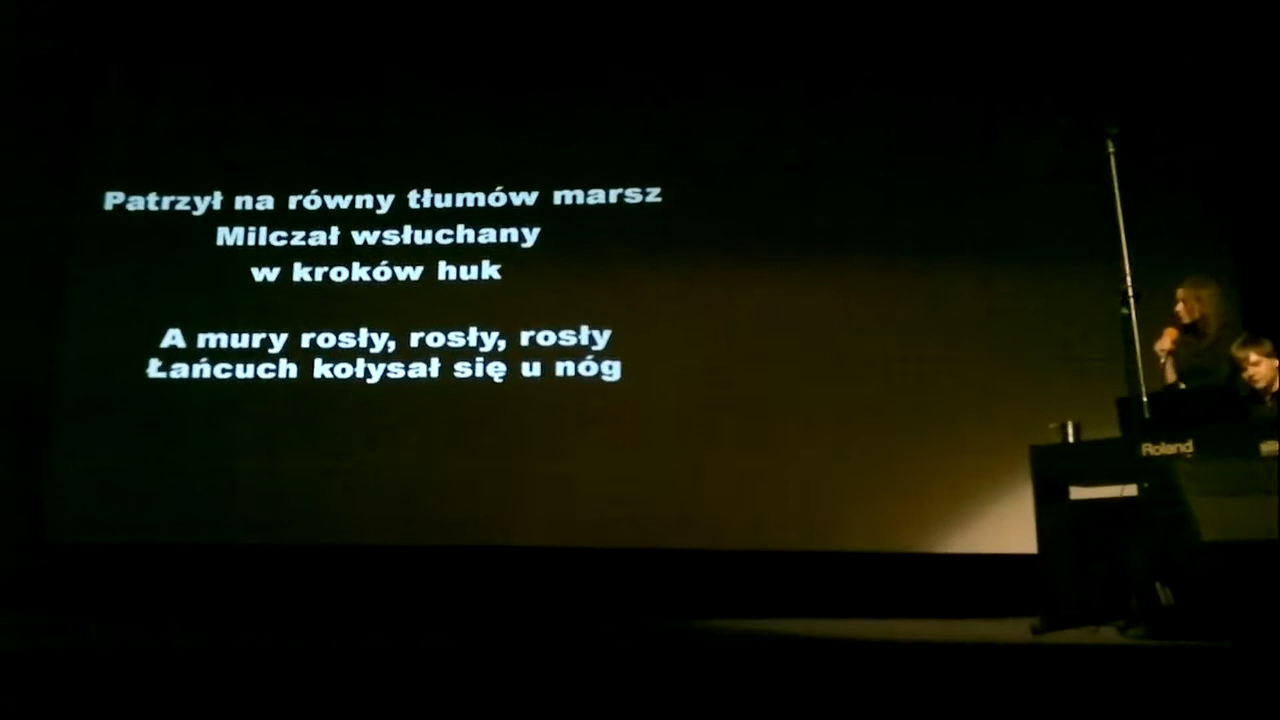 Patrzył na równy tłumów marsz
Milczał wsłuchany
w kroków huk
A mury rosły, rosły, rosły
Łańcuch kołysał się u nóg
Roland